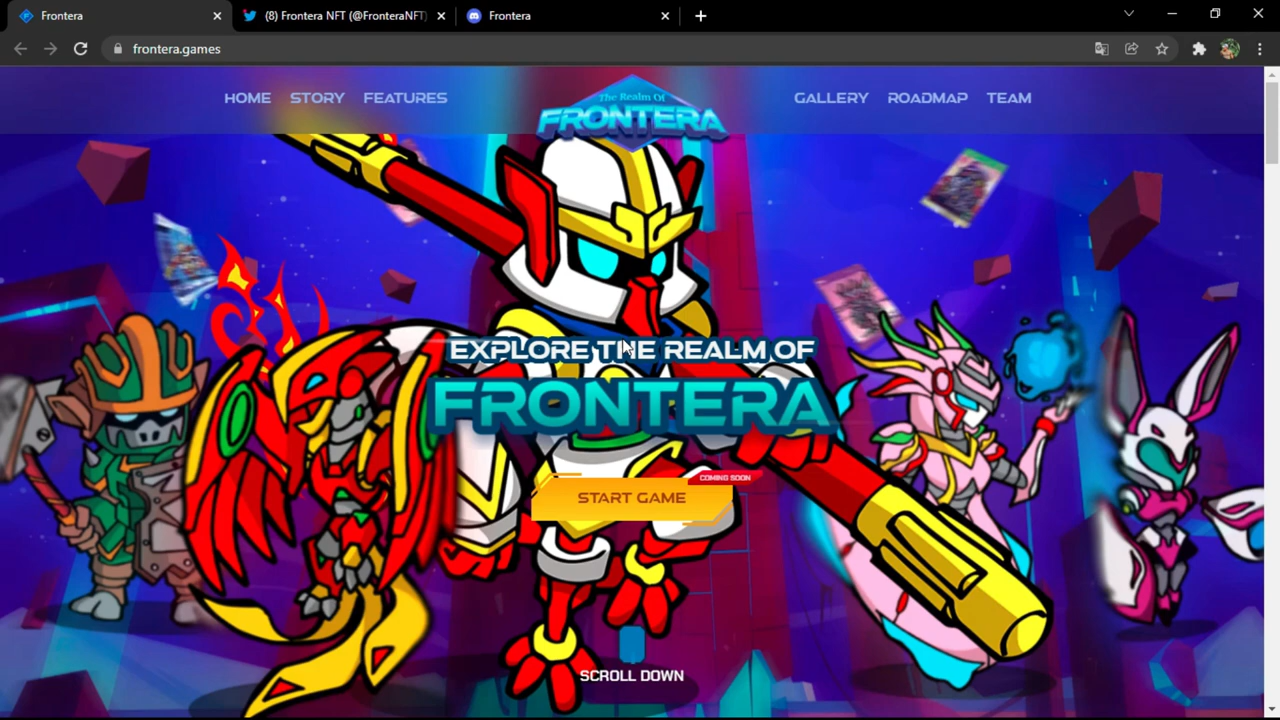 Frontera
(8) Frontera NFT (@FronteraNFT)
Frontera
frontera.games
HOME STORY FEATURES
The Realm Of
FRONTERA
GALLERY ROADMAP TEAM
EXPLORE THE REALM OF
FRONTERA
COMING SOON
START GAME
SCROLL DOWN